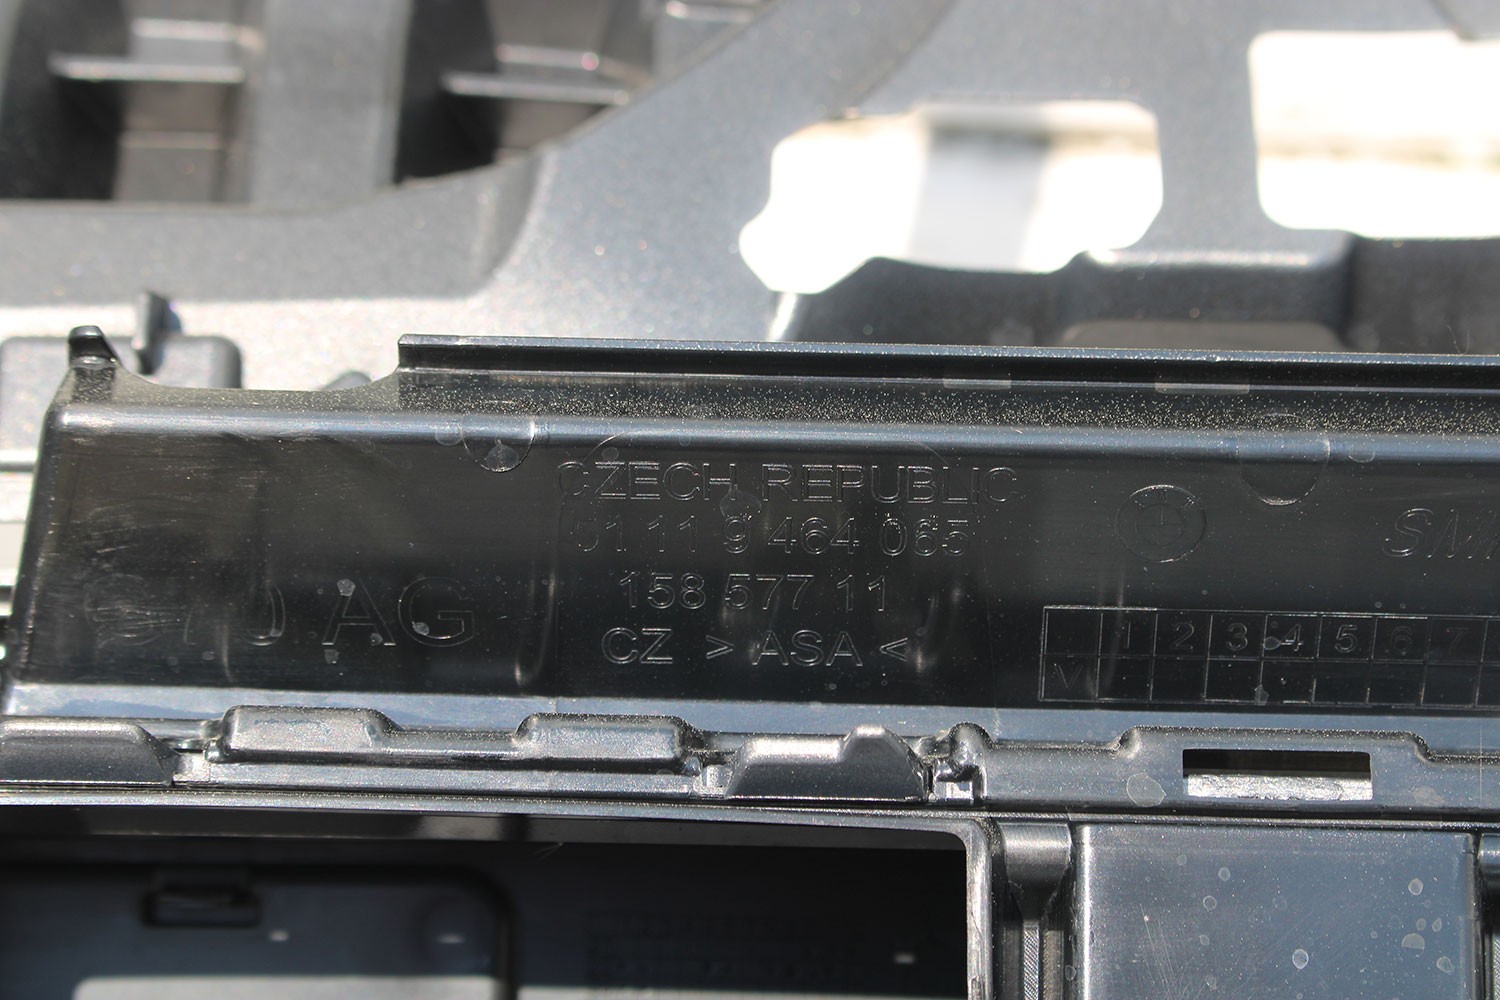 CZECH REPUBLIC
51 11 9 464 065
158 577 11
CZ > ASA <
AG
SM
1 2 3 4 5 6 7
V